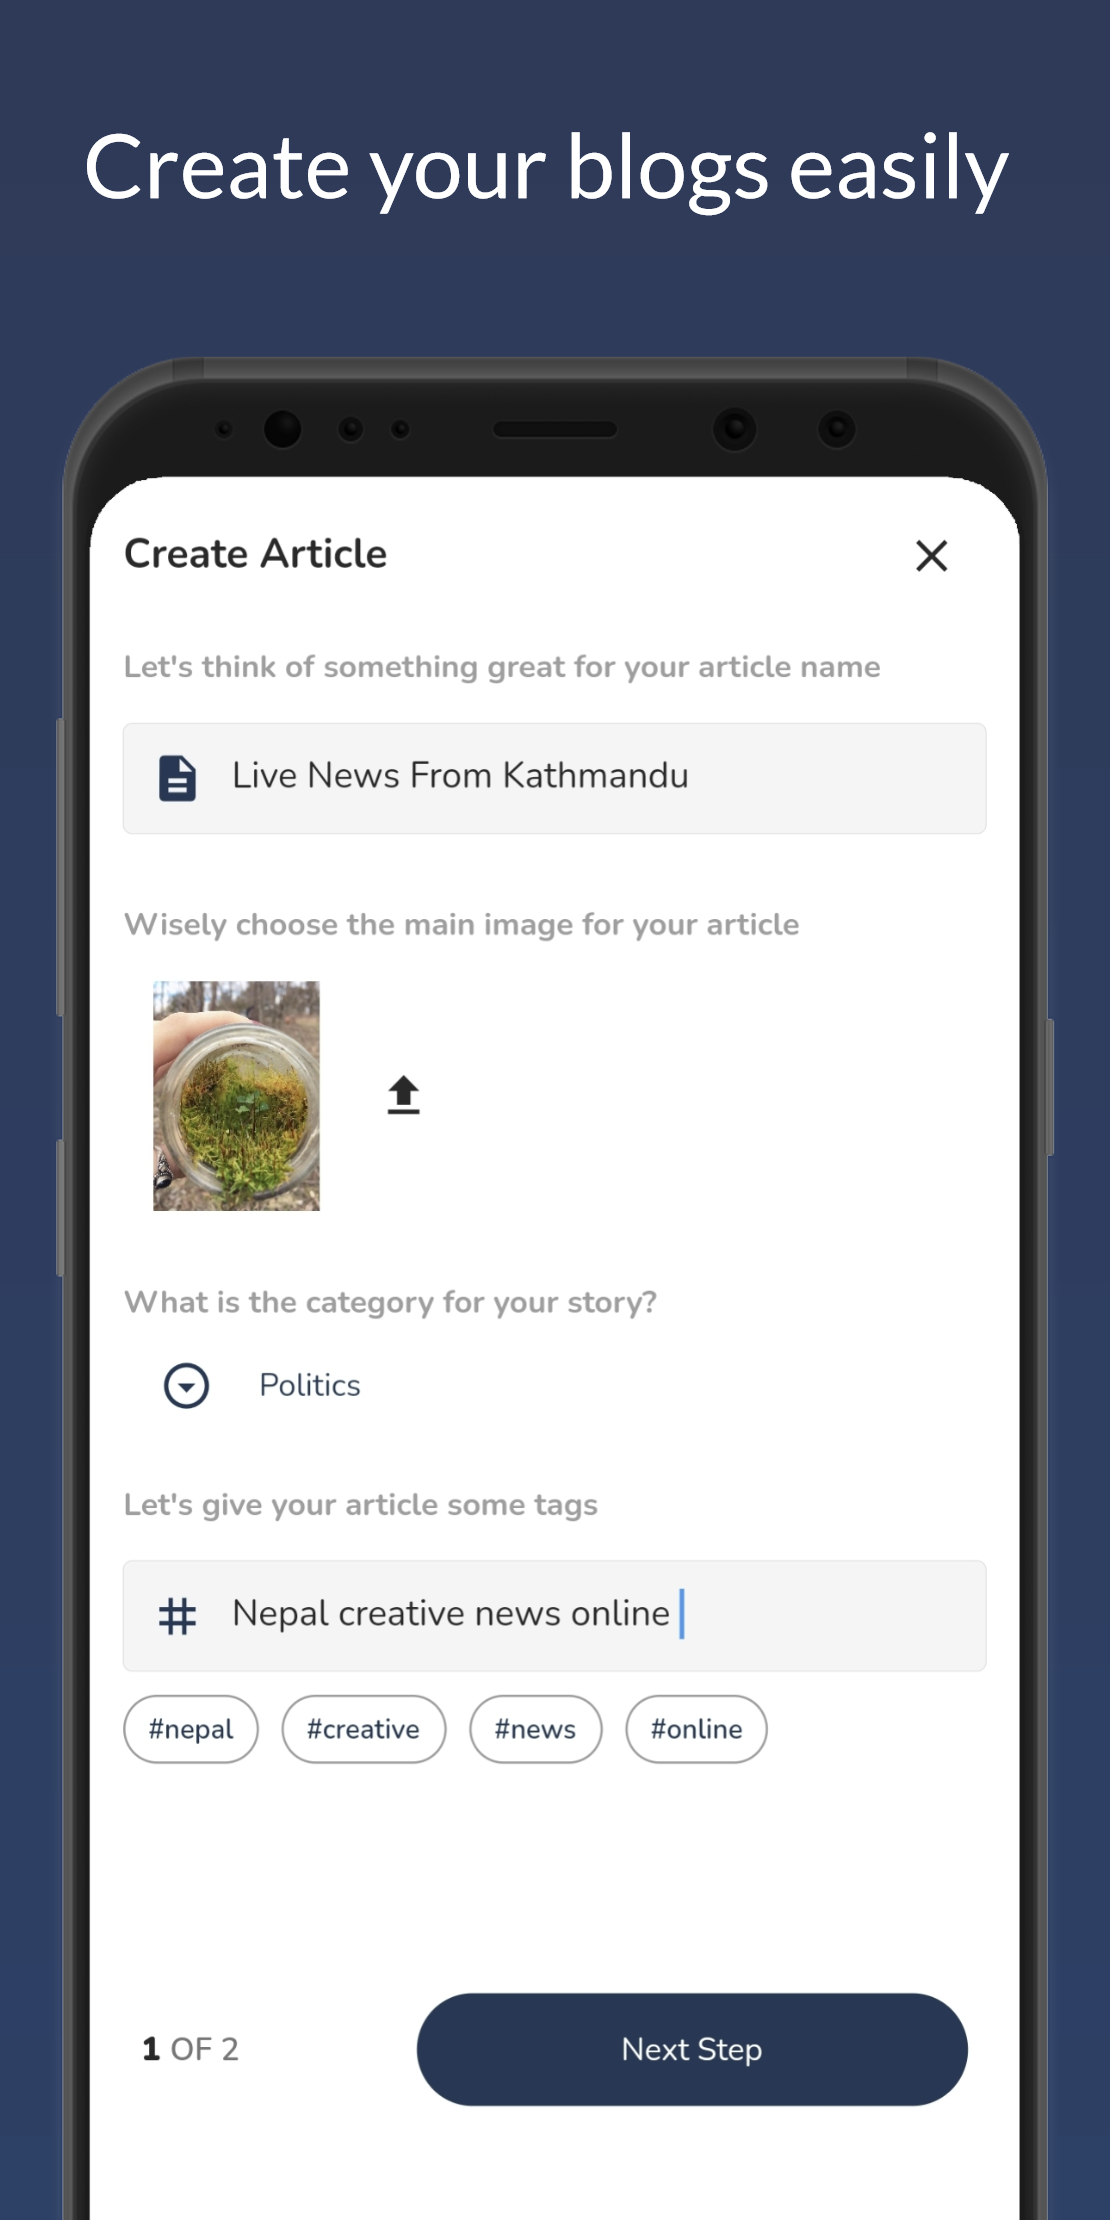 Create your blogs easily
Create Article
Let's think of something great for your article name
Live News From Kathmandu
Wisely choose the main image for your article
What is the category for your story?
Politics
Let's give your article some tags
# Nepal creative news online
#nepal #creative #news #online
1 OF 2 Next Step